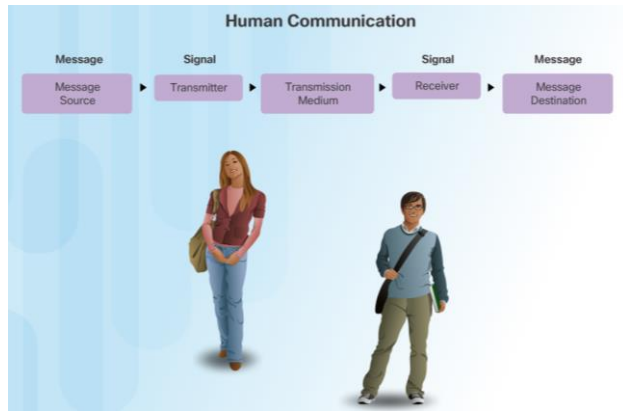 Human Communication
Message
Signal
Signal
Message
Message
Source
Transmitter
Transmission
Medium
Receiver
Message
Destination